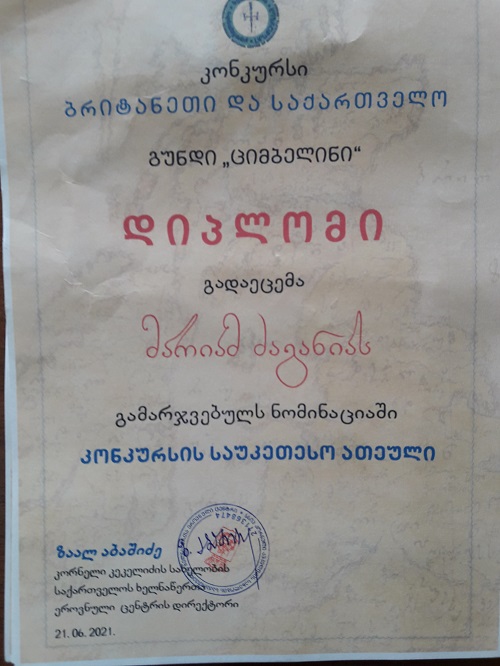 კონკურსი
ბრიტანეთი და საქართველო
გუნდი „ციმბელინი“
დიპლომი
გადაეცემა
მარიამ ძაგანიას
გამარჯვებულს ნომინაციაში
კონკურსის საუკეთესო ათეული
ზაალ აბაშიძე
კორნელი კეკელიძის სახელობის
საქართველოს ხელნაწერთა
ეროვნული ცენტრის დირექტორი
21. 06. 2021.